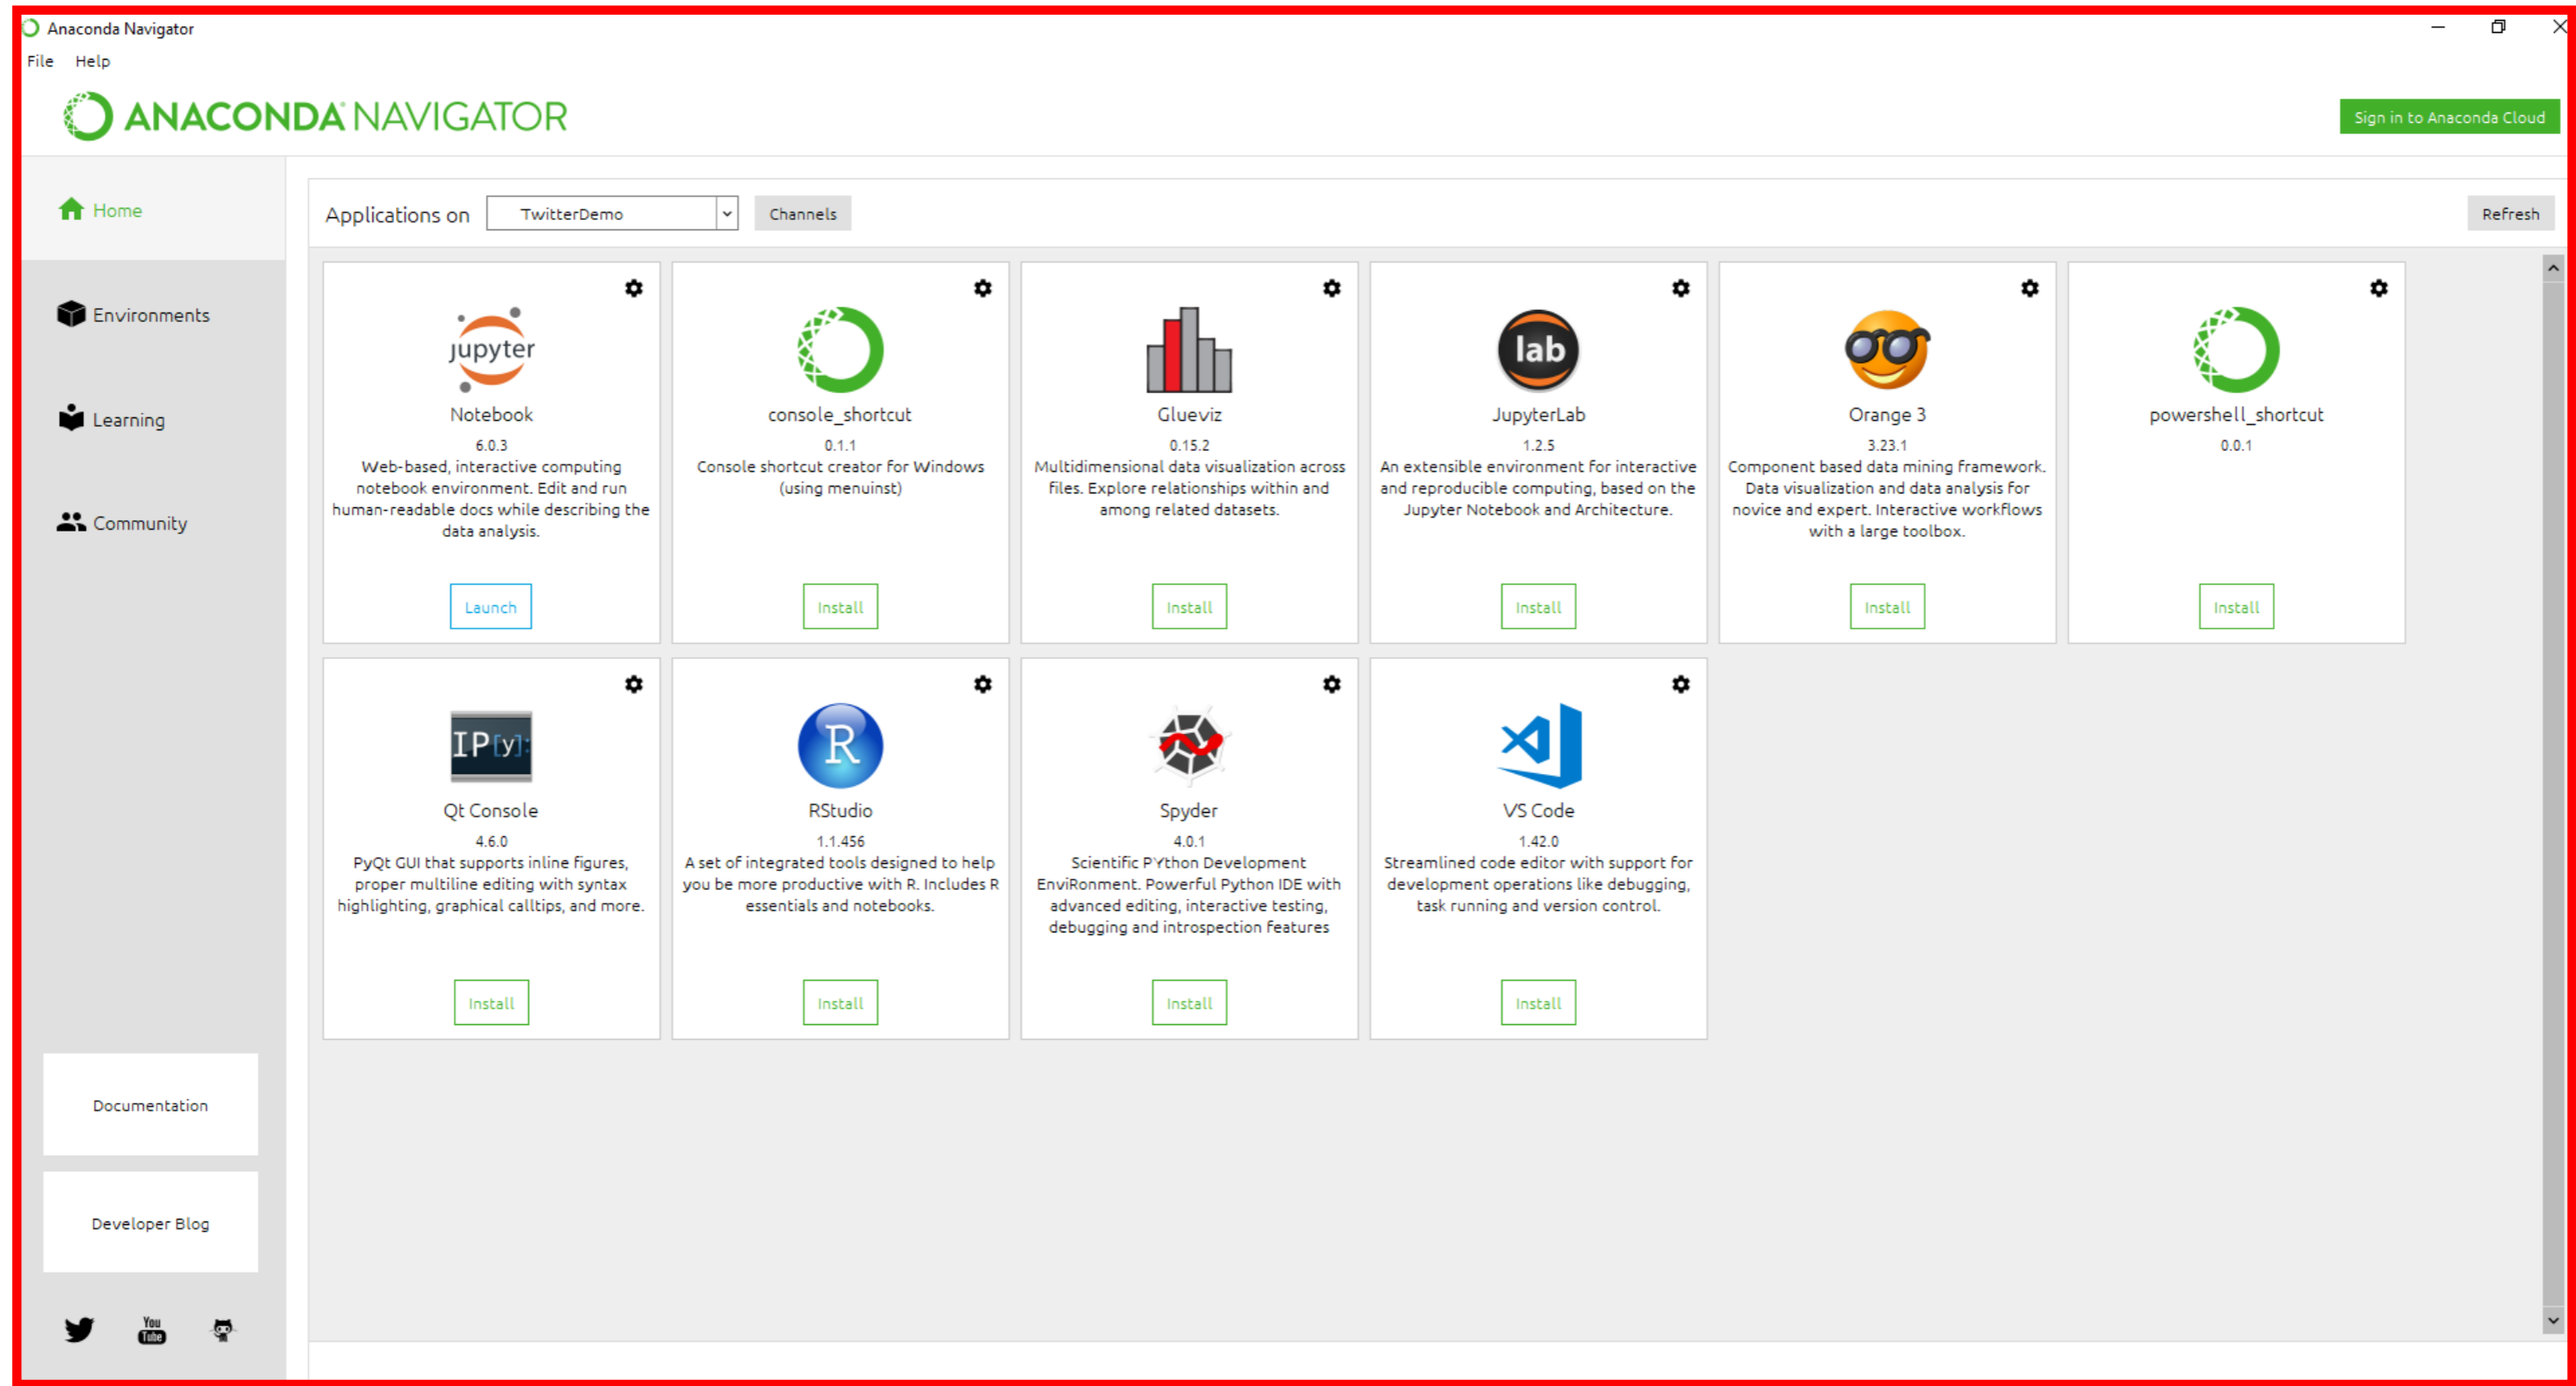 Anaconda Navigator
File Help
ANACONDA NAVIGATOR
Sign in to Anaconda Cloud
Home
Environments
Learning
Community
Documentation
Developer Blog
You
Tube
Applications on TwitterDemo Channels Refresh
jupyter
Notebook
6.0.3
Web-based, interactive computing
notebook environment. Edit and run
human-readable docs while describing the
data analysis.
Launch
console_shortcut
0.1.1
Console shortcut creator for Windows
(using menuinst)
Install
Glueviz
0.15.2
Multidimensional data visualization across
files. Explore relationships within and
among related datasets.
Install
lab
JupyterLab
1.2.5
An extensible environment for interactive
and reproducible computing, based on the
Jupyter Notebook and Architecture.
Install
Orange 3
3.23.1
Component based data mining framework.
Data visualization and data analysis for
novice and expert. Interactive workflows
with a large toolbox.
Install
powershell_shortcut
0.0.1
Install
IP[y]:
Qt Console
4.6.0
PyQt GUI that supports inline figures,
proper multiline editing with syntax
highlighting, graphical calltips, and more.
Install
R
RStudio
1.1.456
A set of integrated tools designed to help
you be more productive with R. Includes R
essentials and notebooks.
Install
Spyder
4.0.1
Scientific PYthon Development
EnviRonment. Powerful Python IDE with
advanced editing, interactive testing,
debugging and introspection features
Install
VS Code
1.42.0
Streamlined code editor with support for
development operations like debugging,
task running and version control.
Install